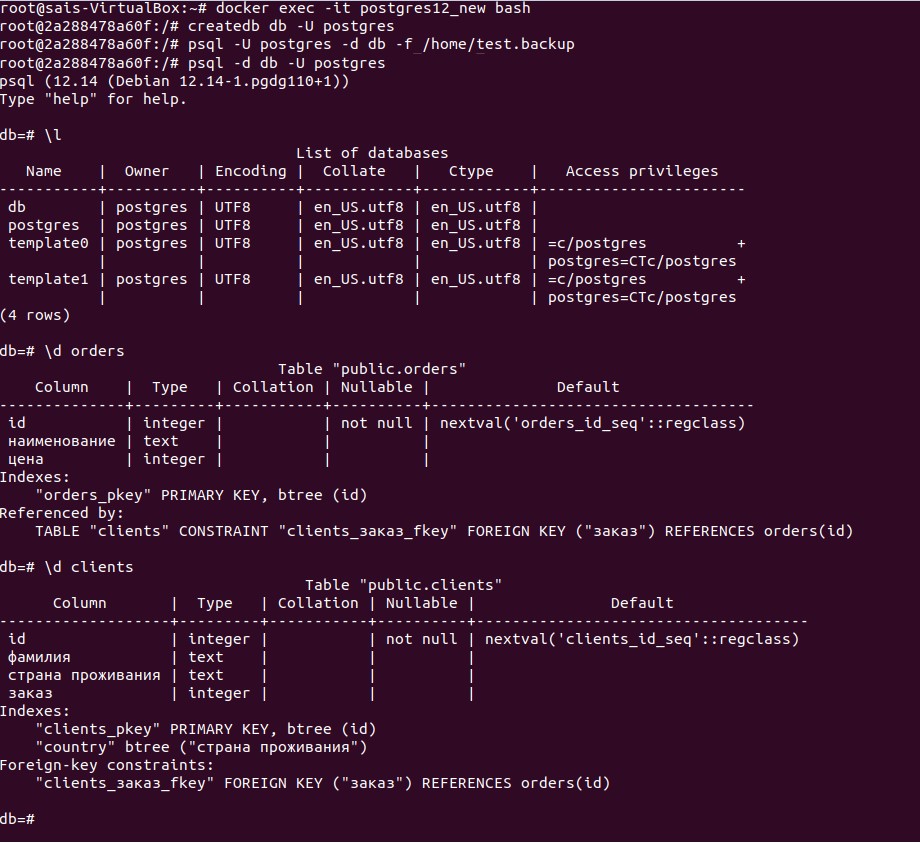 root@sais-VirtualBox:~# docker exec -it postgres12_new bash
root@2a288478a60f:/# createdb db -U postgres
root@2a288478a60f:/# psql -U postgres -d db -f /home/test.backup
root@2a288478a60f:/# psql -d db -U postgres
psql (12.14 (Debian 12.14-1.pgdg110+1))
Type "help" for help.

db=# \l
                                 List of databases
   Name    |  Owner   | Encoding |  Collate   |   Ctype    |   Access privileges
-----------+----------+----------+------------+------------+-----------------------
 db        | postgres | UTF8     | en_US.utf8 | en_US.utf8 |
 postgres  | postgres | UTF8     | en_US.utf8 | en_US.utf8 |
 template0 | postgres | UTF8     | en_US.utf8 | en_US.utf8 | =c/postgres          +
           |          |          |            |            | postgres=CTc/postgres
 template1 | postgres | UTF8     | en_US.utf8 | en_US.utf8 | =c/postgres          +
           |          |          |            |            | postgres=CTc/postgres
(4 rows)

db=# \d orders
                               Table "public.orders"
    Column    |  Type   | Collation | Nullable |              Default
--------------+---------+-----------+----------+------------------------------------
 id           | integer |           | not null | nextval('orders_id_seq'::regclass)
 наименование | text    |           |          |
 цена         | integer |           |          |
Indexes:
    "orders_pkey" PRIMARY KEY, btree (id)
Referenced by:
    TABLE "clients" CONSTRAINT "clients_заказ_fkey" FOREIGN KEY ("заказ") REFERENCES orders(id)

db=# \d clients
                                  Table "public.clients"
      Column       |  Type   | Collation | Nullable |               Default
-------------------+---------+-----------+----------+-------------------------------------
 id                | integer |           | not null | nextval('clients_id_seq'::regclass)
 фамилия           | text    |           |          |
 страна проживания | text    |           |          |
 заказ             | integer |           |          |
Indexes:
    "clients_pkey" PRIMARY KEY, btree (id)
    "country" btree ("страна проживания")
Foreign-key constraints:
    "clients_заказ_fkey" FOREIGN KEY ("заказ") REFERENCES orders(id)

db=#